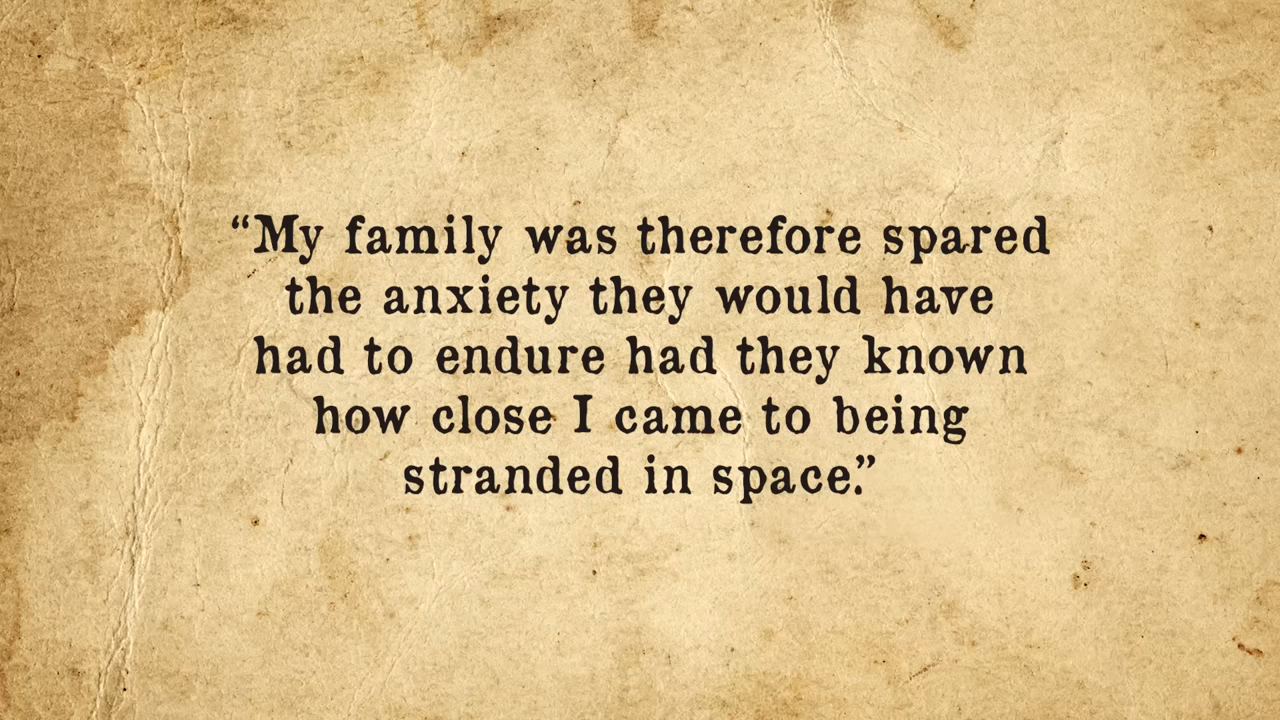 “My family was therefore spared
the anxiety they would have
had to endure had they known
how close I came to being
stranded in space.”